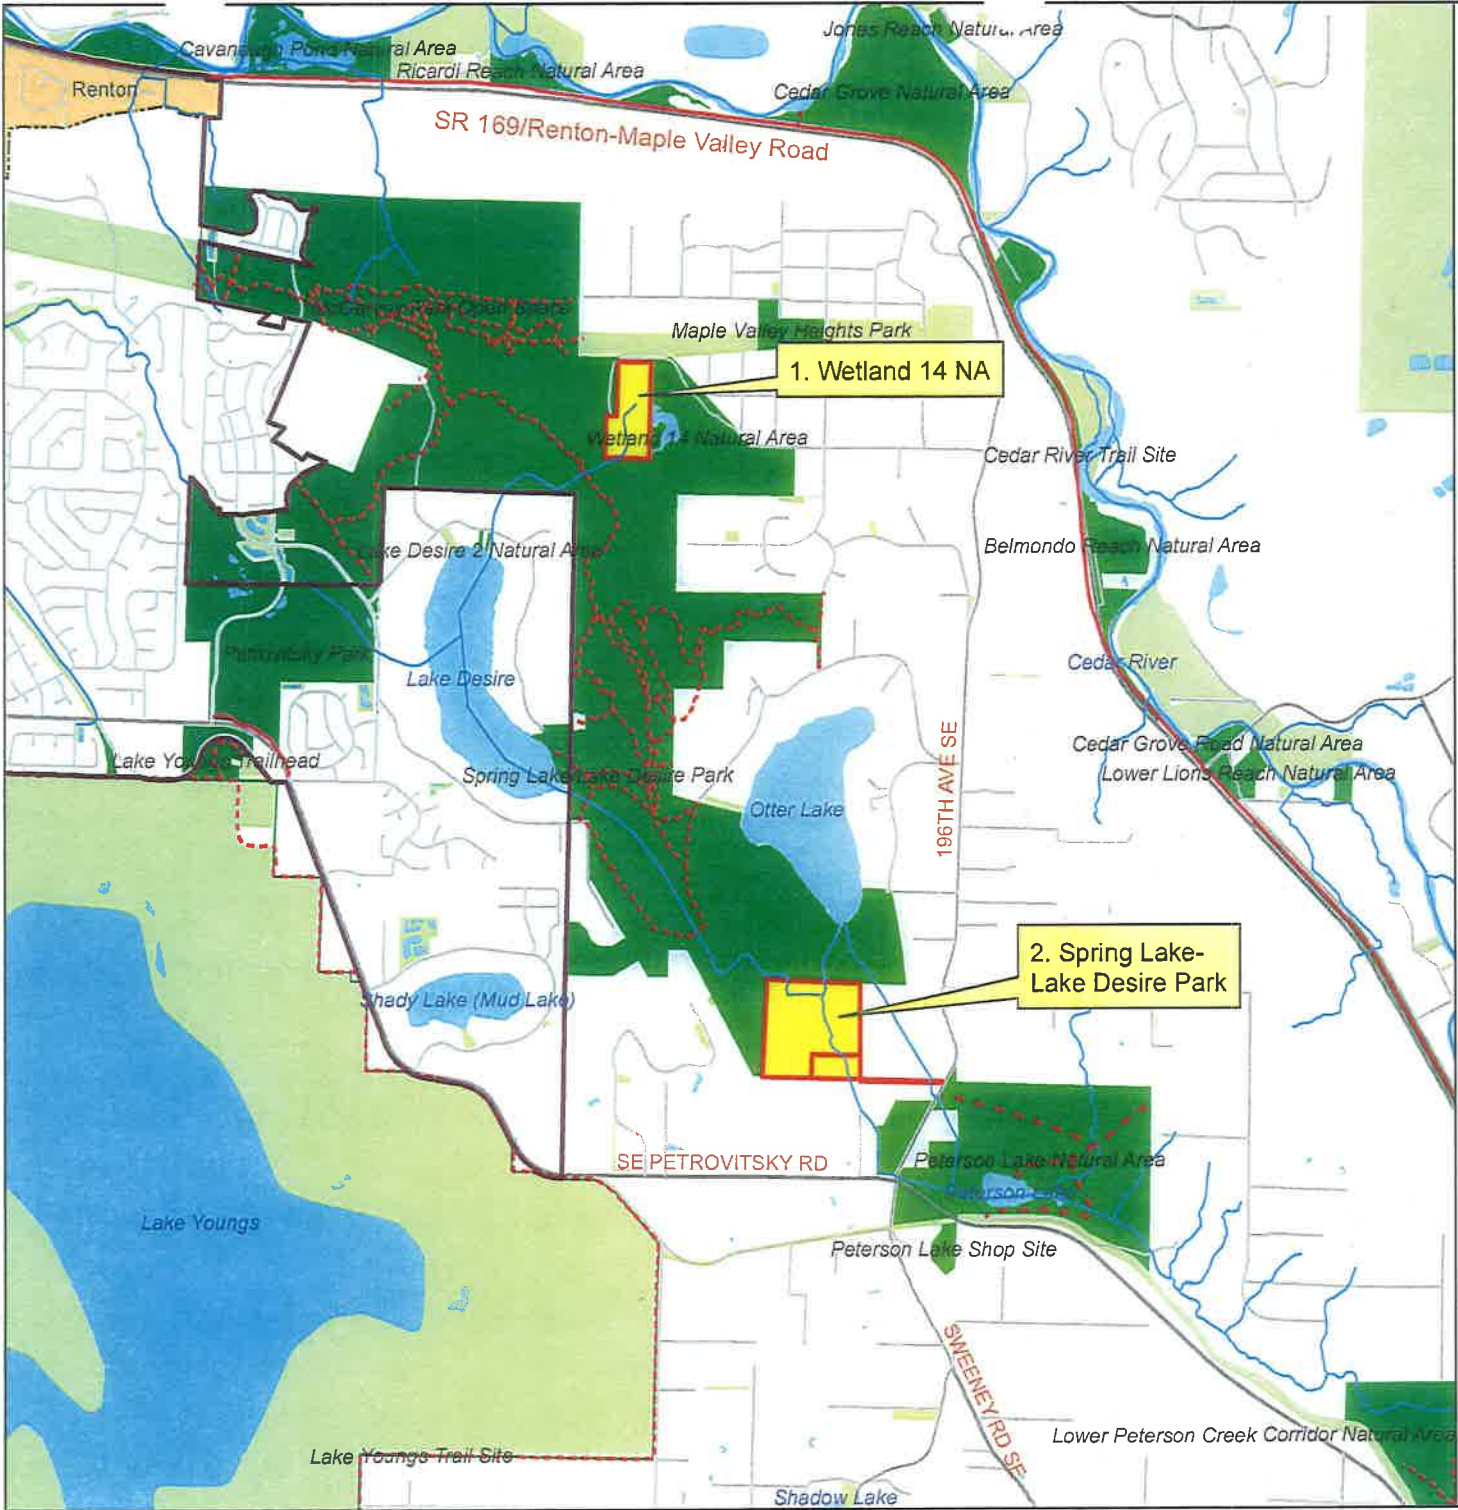 Jones Reach Natural Area
Cavanaugh Pond Natural Area
Ricardi Reach Natural Area
Renton
Cedar Grove Natural Area
SR 169/Renton-Maple Valley Road
Maple Valley Heights Park
1. Wetland 14 NA
Wetland 14 Natural Area
Cedar River Trail Site
Lake Desire 2 Natural Area
Belmondo Reach Natural Area
Petrovitsky Park
Lake Desire
Cedar River
196TH AVE SE
Cedar Grove Road Natural Area
Lake Youngs Trailhead
Spring Lake/Lake Desire Park
Lower Lions Reach Natural Area
Otter Lake
2. Spring Lake-
Lake Desire Park
Shady Lake (Mud Lake)
SE PETROVITSKY RD
Peterson Lake Natural Area
Peterson Lake
Lake Youngs
Peterson Lake Shop Site
SWEENEY RD SE
Lower Peterson Creek Corridor Natural Area
Lake Youngs Trail Site
Shadow Lake